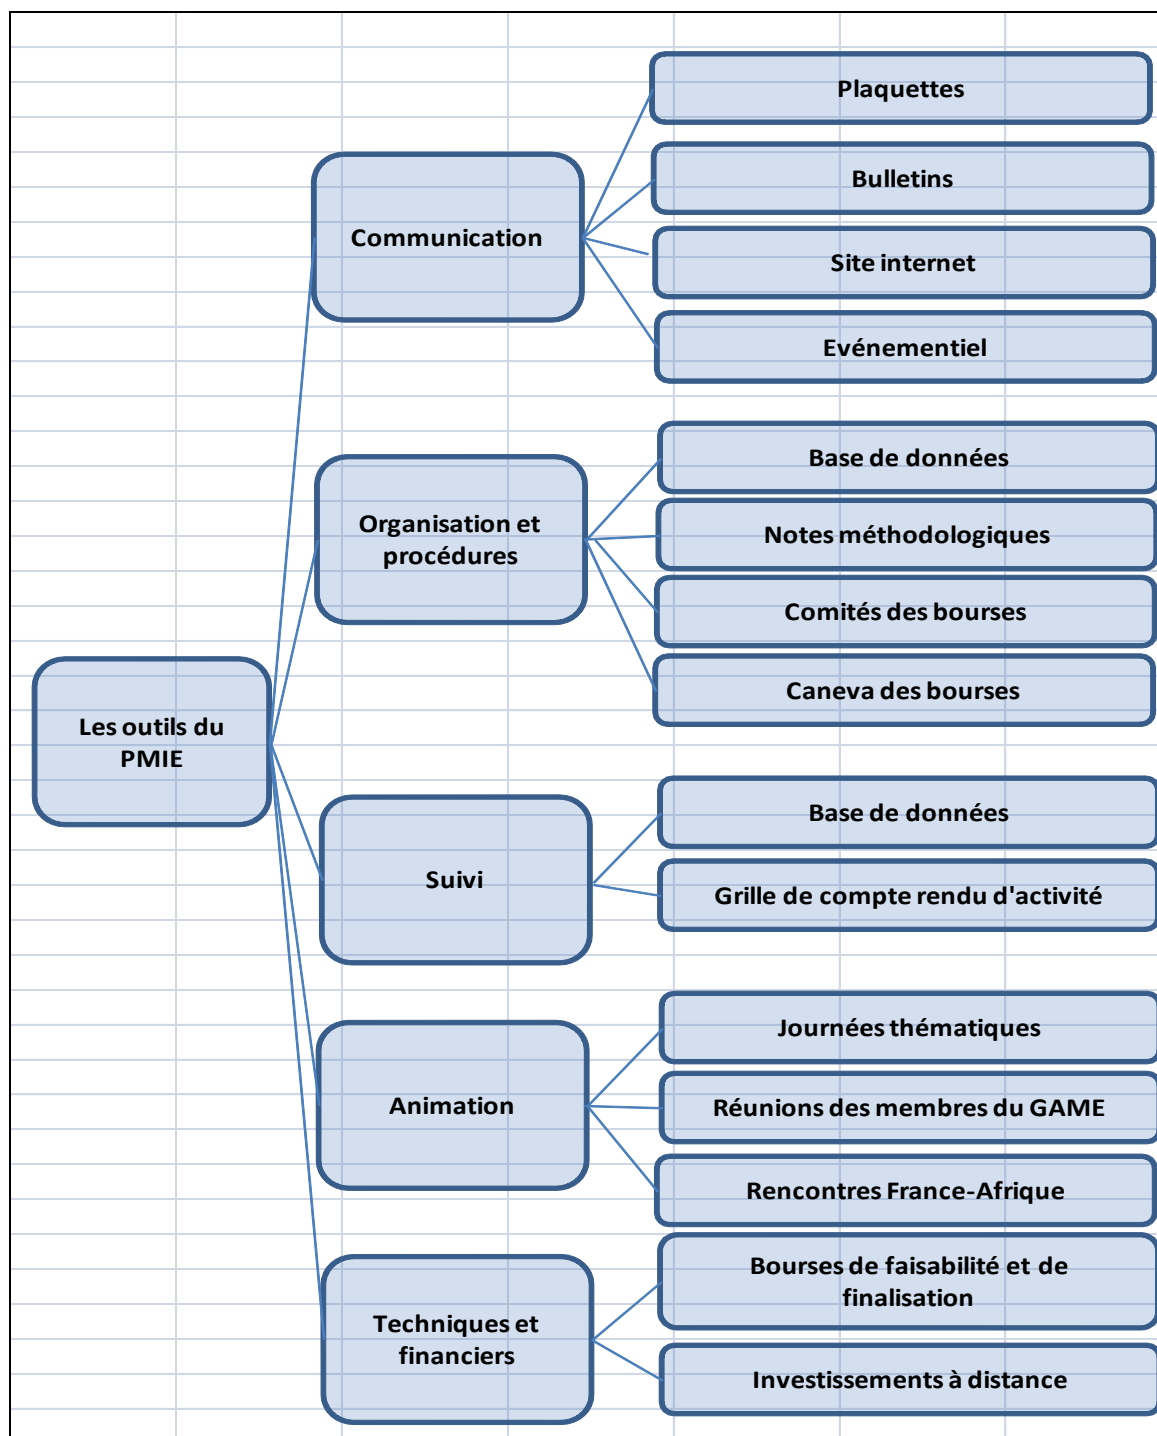 Les outils du
PMIE
Communication
Plaquettes
Bulletins
Site internet
Evénementiel
Organisation et
procédures
Base de données
Notes méthodologiques
Comités des bourses
Caneva des bourses
Suivi
Base de données
Grille de compte rendu d'activité
Animation
Journées thématiques
Réunions des membres du GAME
Rencontres France-Afrique
Techniques et
financiers
Bourses de faisabilité et de
finalisation
Investissements à distance